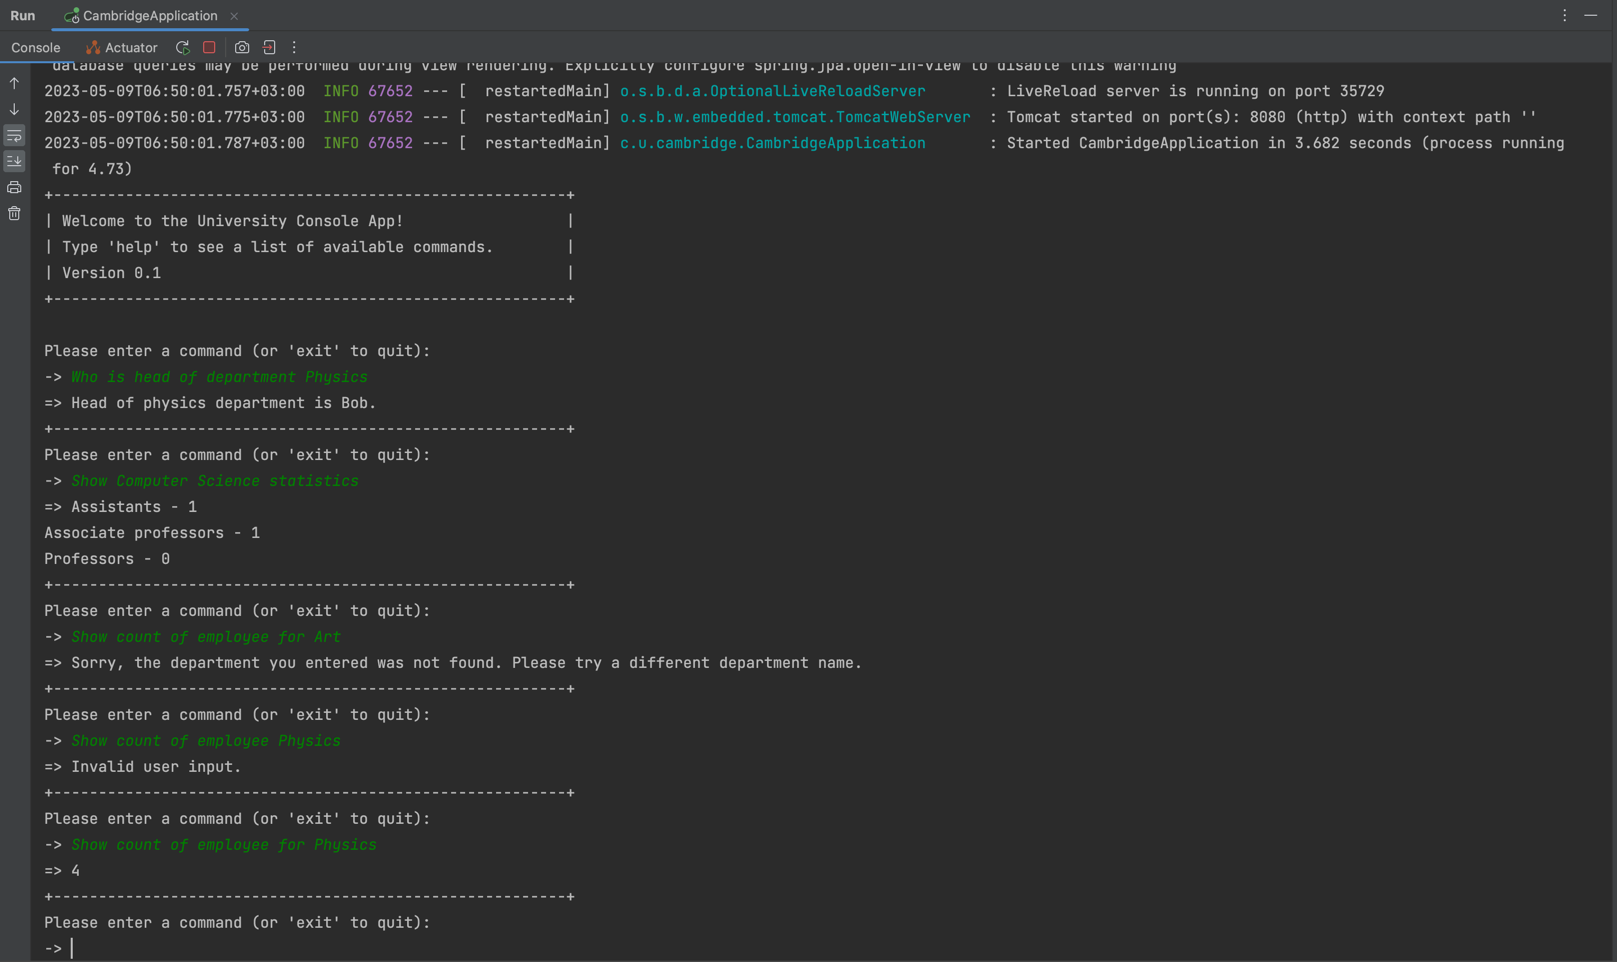 Run CambridgeApplication
Console Actuator
database queries may be performed during view rendering. Explicitly configure spring.jpa.open-in-view to disable this warning
2023-05-09T06:50:01.757+03:00  INFO 67652 --- [  restartedMain] o.s.b.d.a.OptionalLiveReloadServer       : LiveReload server is running on port 35729
2023-05-09T06:50:01.775+03:00  INFO 67652 --- [  restartedMain] o.s.b.w.embedded.tomcat.TomcatWebServer  : Tomcat started on port(s): 8080 (http) with context path ''
2023-05-09T06:50:01.787+03:00  INFO 67652 --- [  restartedMain] c.u.cambridge.CambridgeApplication       : Started CambridgeApplication in 3.682 seconds (process running
for 4.73)
+---------------------------------------------------------+
| Welcome to the University Console App!                  |
| Type 'help' to see a list of available commands.        |
| Version 0.1                                             |
+---------------------------------------------------------+
Please enter a command (or 'exit' to quit):
-> Who is head of department Physics
=> Head of physics department is Bob.
+---------------------------------------------------------+
Please enter a command (or 'exit' to quit):
-> Show Computer Science statistics
=> Assistants - 1
Associate professors - 1
Professors - 0
+---------------------------------------------------------+
Please enter a command (or 'exit' to quit):
-> Show count of employee for Art
=> Sorry, the department you entered was not found. Please try a different department name.
+---------------------------------------------------------+
Please enter a command (or 'exit' to quit):
-> Show count of employee Physics
=> Invalid user input.
+---------------------------------------------------------+
Please enter a command (or 'exit' to quit):
-> Show count of employee for Physics
=> 4
+---------------------------------------------------------+
Please enter a command (or 'exit' to quit):
->